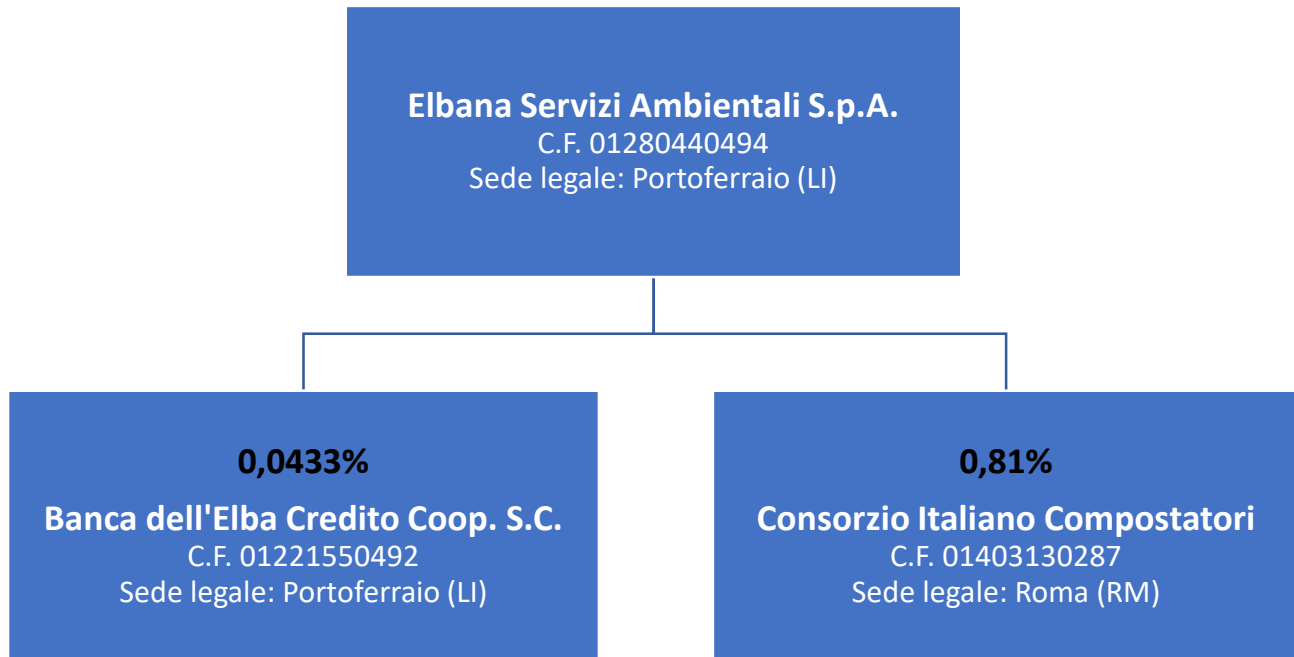 Elbana Servizi Ambientali S.p.A.
C.F. 01280440494
Sede legale: Portoferraio (LI)
0,0433%
Banca dell'Elba Credito Coop. S.C.
C.F. 01221550492
Sede legale: Portoferraio (LI)
0,81%
Consorzio Italiano Compostatori
C.F. 01403130287
Sede legale: Roma (RM)